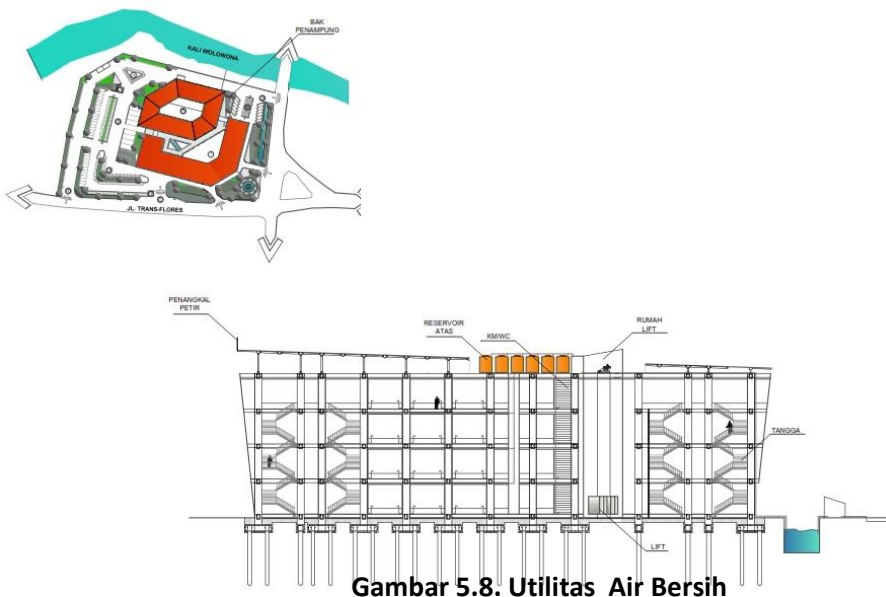 BAK
PENAMPUNG
KALI WOLOWONA
JL. TRANS-FLORES
PENANGKAL
PETIR
RESERVOIR
ATAS
KM/WC
RUMAH
LIFT
TANGGA
LIFT
Gambar 5.8. Utilitas Air Bersih